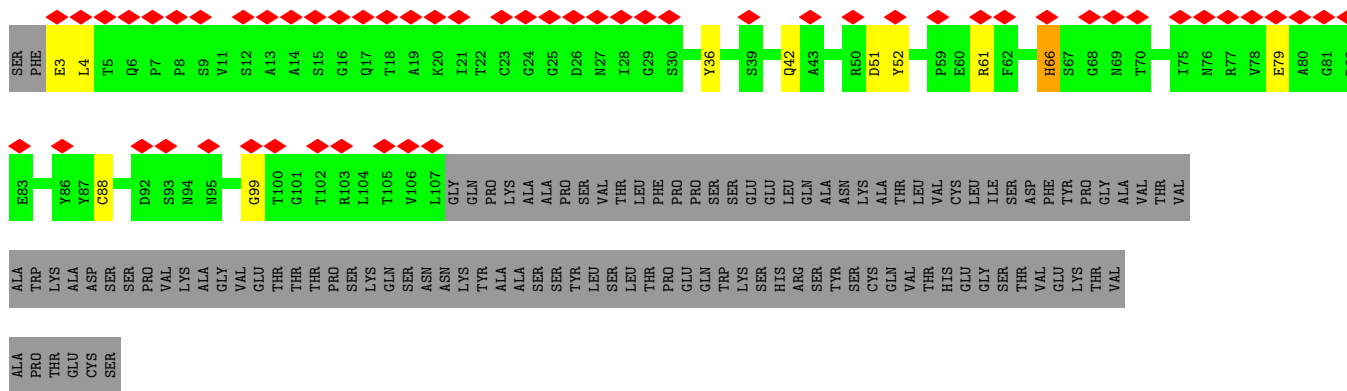 SER PHE E3 L4 T5 Q6 P7 P8 S9 V11 S12 A13 A14 S15 G16 Q17 T18 A19 K20 I21 T22 C23 G24 G25 D26 N27 I28 G29 S30 Y36 S39 Q42 A43 R50 D51 Y52 P59 E60 R61 F62 H66 S67 G68 N69 T70 I75 N76 R77 V78 E79 A80 G81
E83 Y86 Y87 C88 D92 S93 N94 N95 G99 T100 G101 T102 R103 L104 T105 V106 L107 GLY GLN PRO LYS ALA ALA PRO SER VAL THR LEU PHE PRO PRO SER SER GLU GLU LEU GLN ALA ASN LYS ALA THR LEU VAL CYS LEU ILE SER ASP PHE TYR PRO GLY ALA VAL THR VAL
ALA TRP LYS ALA ASP SER SER PRO VAL LYS ALA GLY VAL GLU THR THR THR PRO SER LYS GLN SER ASN ASN LYS TYR ALA ALA SER SER TYR LEU SER LEU THR PRO GLU GLN TRP LYS SER HIS ARG SER TYR SER CYS GLN VAL THR HIS GLU GLY SER THR VAL GLU LYS THR VAL
ALA PRO THR GLU CYS SER